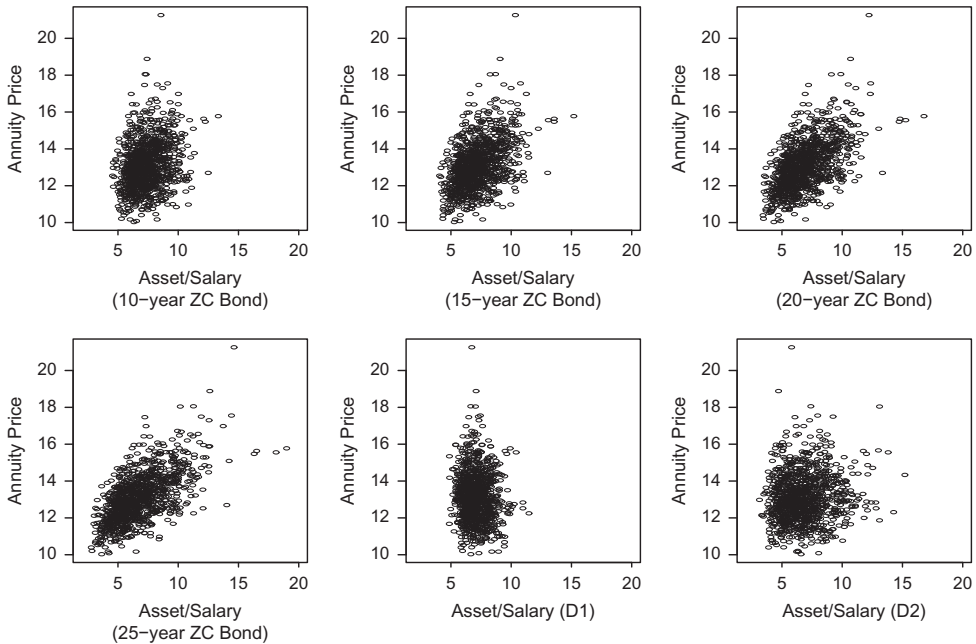 Annuity Price
20
18
16
14
12
10
5 10 15 20
Asset/Salary
(10−year ZC Bond)
Annuity Price
20
18
16
14
12
10
5 10 15 20
Asset/Salary
(15−year ZC Bond)
Annuity Price
20
18
16
14
12
10
5 10 15 20
Asset/Salary
(20−year ZC Bond)
Annuity Price
20
18
16
14
12
10
5 10 15 20
Asset/Salary
(25−year ZC Bond)
Annuity Price
20
18
16
14
12
10
5 10 15 20
Asset/Salary (D1)
Annuity Price
20
18
16
14
12
10
5 10 15 20
Asset/Salary (D2)